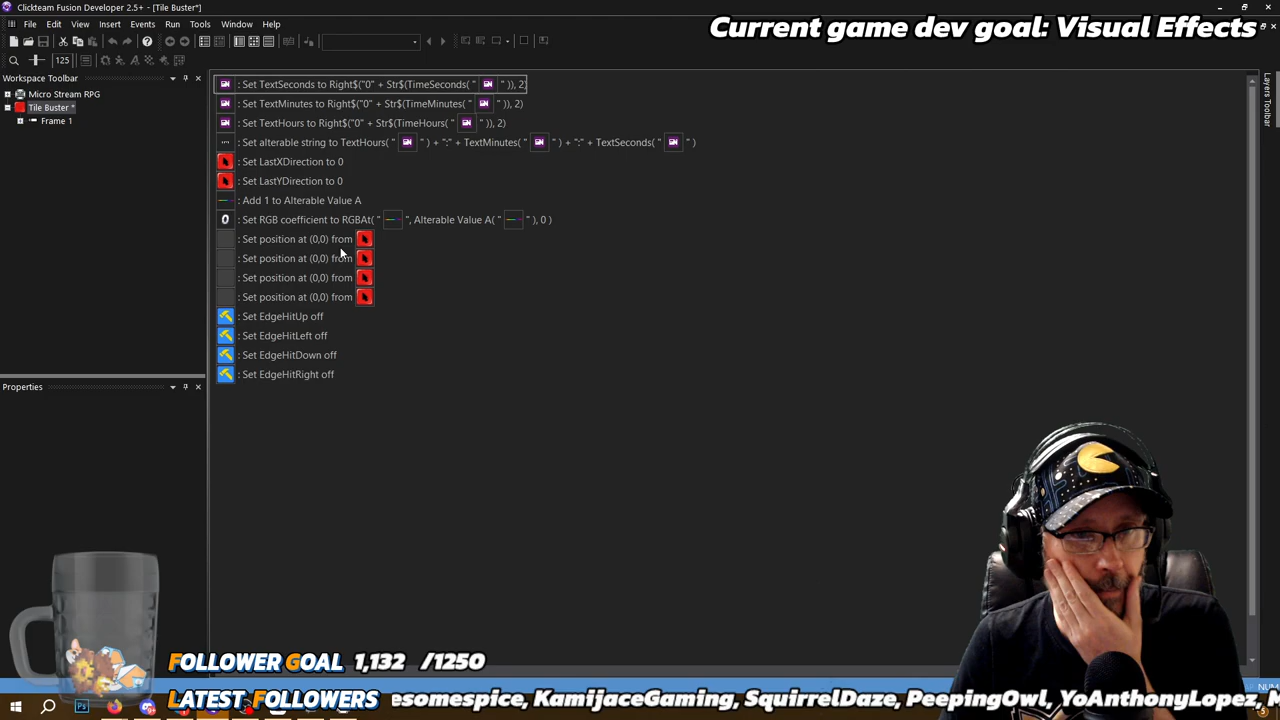 Clickteam Fusion Developer 2.5+ - [Tile Buster*]
Current game dev goal: Visual Effects
File Edit View Insert Events Run Tools Window Help
125
Workspace Toolbar
Micro Stream RPG
Tile Buster *
Frame 1
Properties
Layers Toolbar
: Set TextSeconds to Right$("0" + Str$(TimeSeconds( " " )), 2)
: Set TextMinutes to Right$("0" + Str$(TimeMinutes( " " )), 2)
: Set TextHours to Right$("0" + Str$(TimeHours( " " )), 2)
: Set alterable string to TextHours( " " ) + ":" + TextMinutes( " " ) + ":" + TextSeconds( " " )
: Set LastXDirection to 0
: Set LastYDirection to 0
: Add 1 to Alterable Value A
0 : Set RGB coefficient to RGBAt( " ", Alterable Value A( " " ), 0 )
: Set position at (0,0) from
: Set position at (0,0) from
: Set position at (0,0) from
: Set position at (0,0) from
: Set EdgeHitUp off
: Set EdgeHitLeft off
: Set EdgeHitDown off
: Set EdgeHitRight off
Follower Goal 1,132 /1250
Latest Followers esomespice, KamijaceGaming, SquirrelDaze, PeepingOwl, YoAnthonyLopez,
NUM
Ps